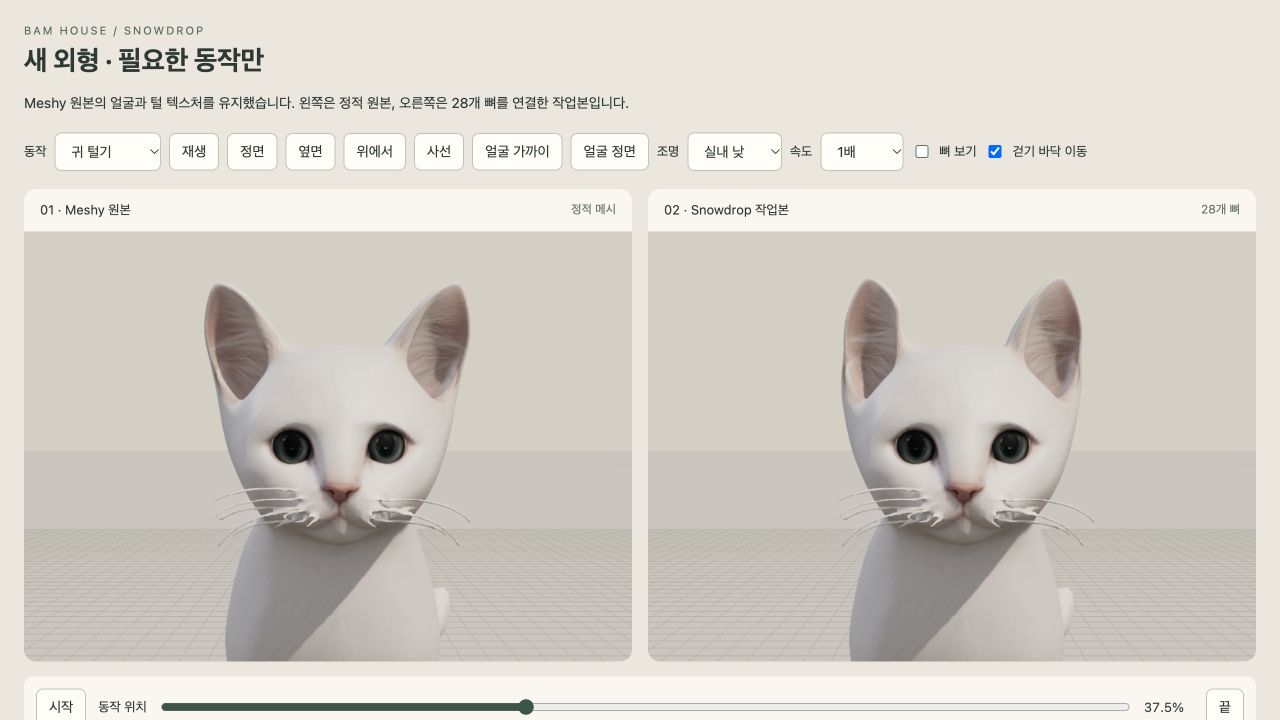 BAM HOUSE / SNOWDROP
새 외형 · 필요한 동작만
Meshy 원본의 얼굴과 털 텍스처를 유지했습니다. 왼쪽은 정적 원본, 오른쪽은 28개 뼈를 연결한 작업본입니다.
동작 귀 털기 재생 정면 옆면 위에서 사선 얼굴 가까이 얼굴 정면 조명 실내 낮 속도 1배 뼈 보기 걷기 바닥 이동
01 · Meshy 원본 정적 메시
02 · Snowdrop 작업본 28개 뼈
시작 동작 위치 37.5% 끝